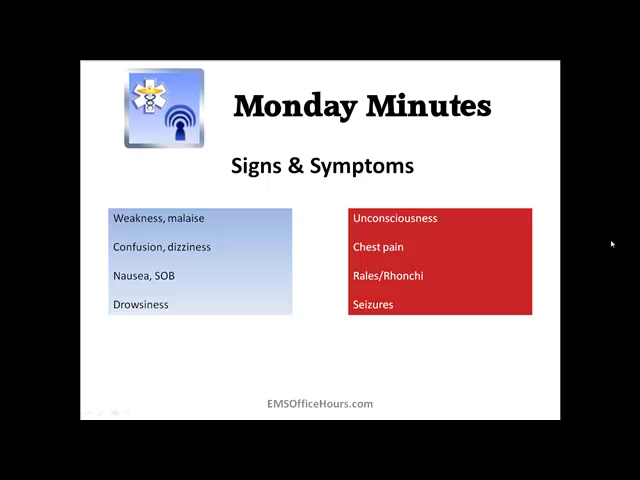 Monday Minutes
Signs & Symptoms
Weakness, malaise
Confusion, dizziness
Nausea, SOB
Drowsiness
Unconsciousness
Chest pain
Rales/Rhonchi
Seizures
EMSOfficeHours.com